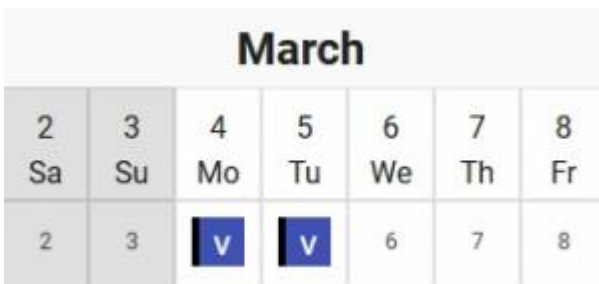 March
2 3 4 5 6 7 8
Sa Su Mo Tu We Th Fr
2 3 V V 6 7 8